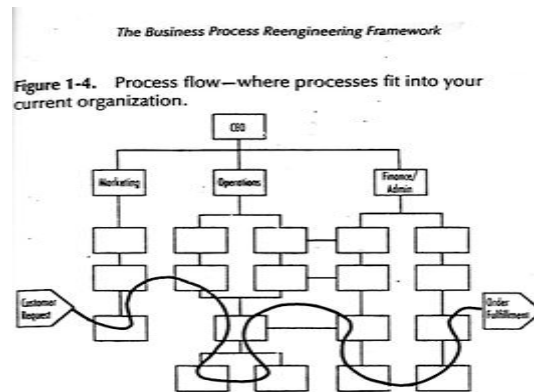 The Business Process Reengineering Framework
Figure 1-4. Process flow—where processes fit into your
current organization.
CEO
Marketing
Operations
Finance/
Admin
Customer
Request
Order
Fulfillment